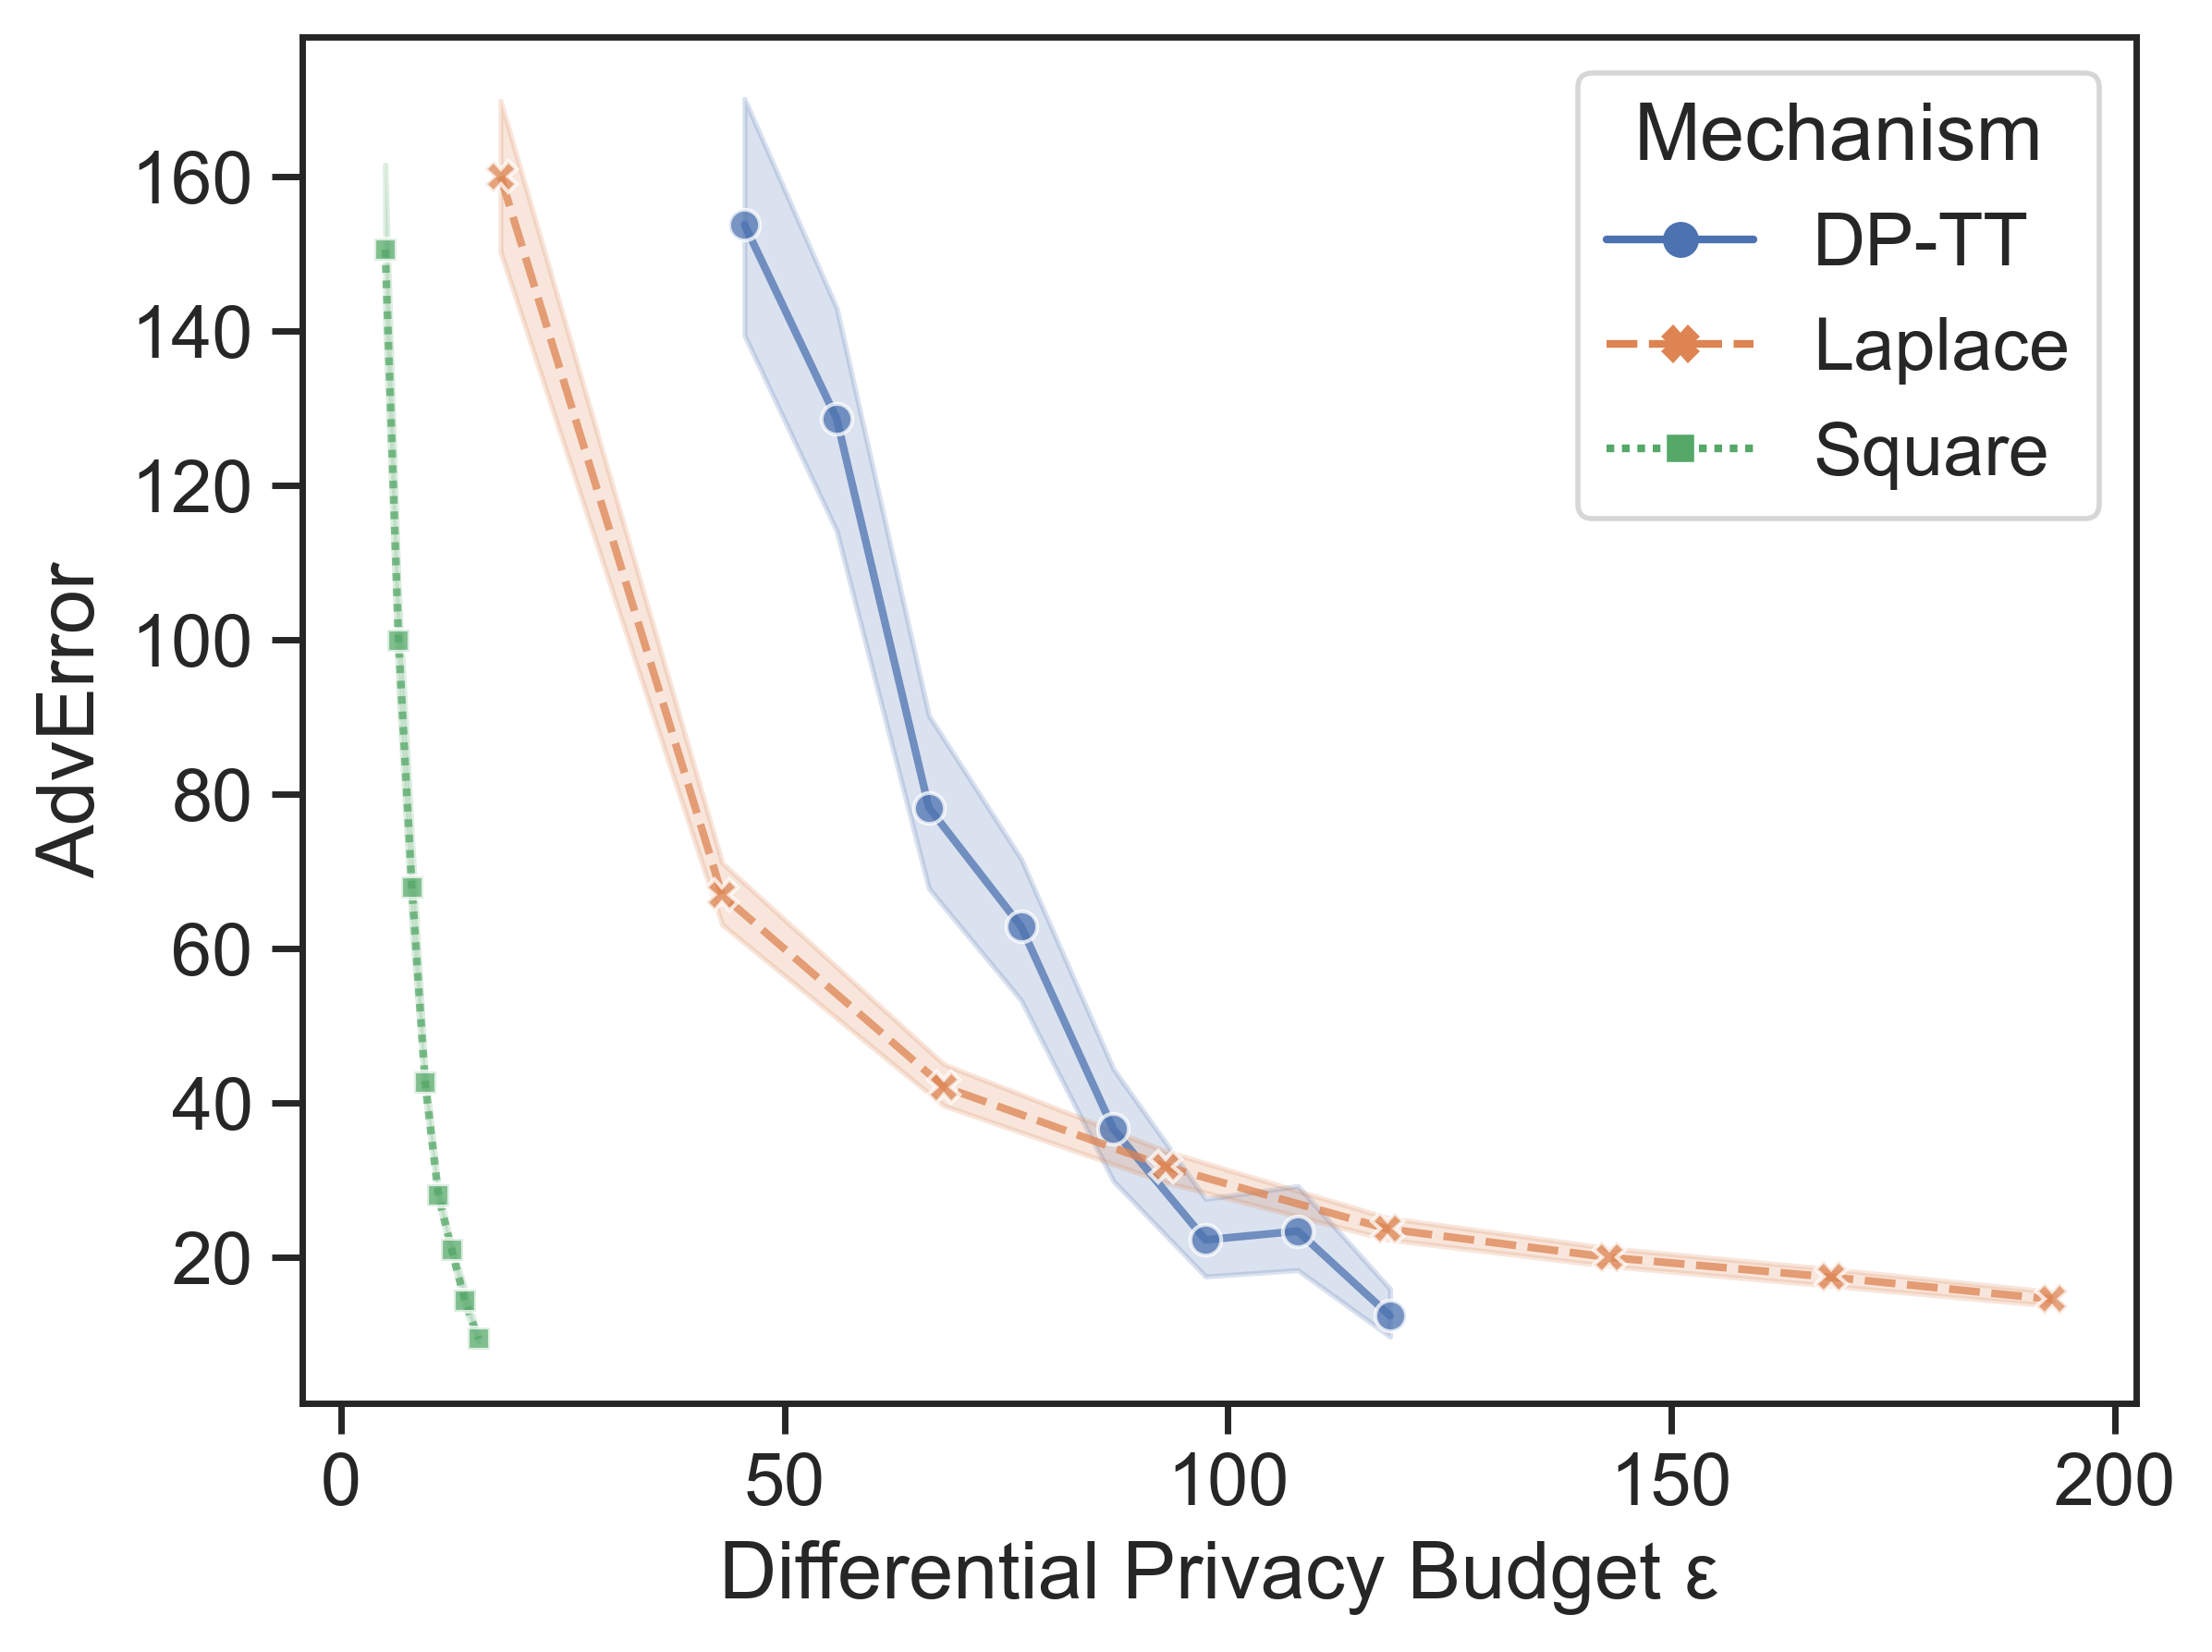 Mechanism
DP-TT
Laplace
Square
AdvError
160
140
120
100
80
60
40
20
0 50 100 150 200
Differential Privacy Budget ε